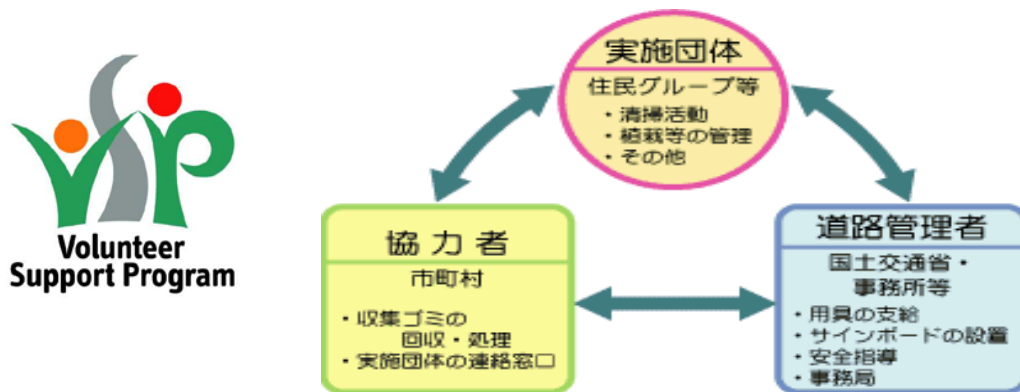 VSP
Volunteer
Support Program
実施団体
住民グループ等
・清掃活動
・植栽等の管理
・その他
協力者
市町村
・収集ゴミの
回収・処理
・実施団体の連絡窓口
道路管理者
国土交通省・
事務所等
・用具の支給
・サインボードの設置
・安全指導
・事務局